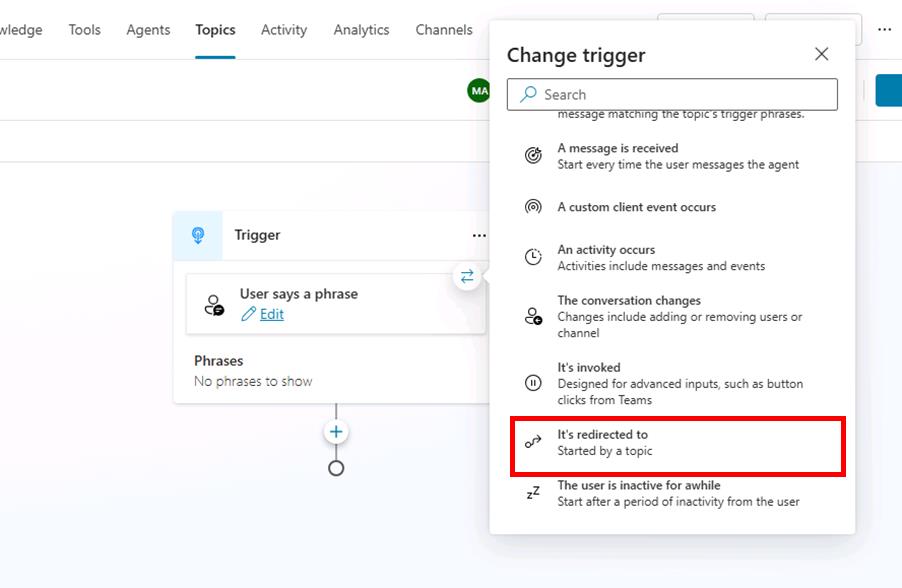 wledge Tools Agents Topics Activity Analytics Channels
Change trigger
MA
Search
message matching the topic's trigger phrases.
A message is received
Start every time the user messages the agent
A custom client event occurs
Trigger
An activity occurs
Activities include messages and events
User says a phrase
Edit
The conversation changes
Changes include adding or removing users or
channel
Phrases
No phrases to show
It's invoked
Designed for advanced inputs, such as button
clicks from Teams
It's redirected to
Started by a topic
The user is inactive for awhile
Start after a period of inactivity from the user